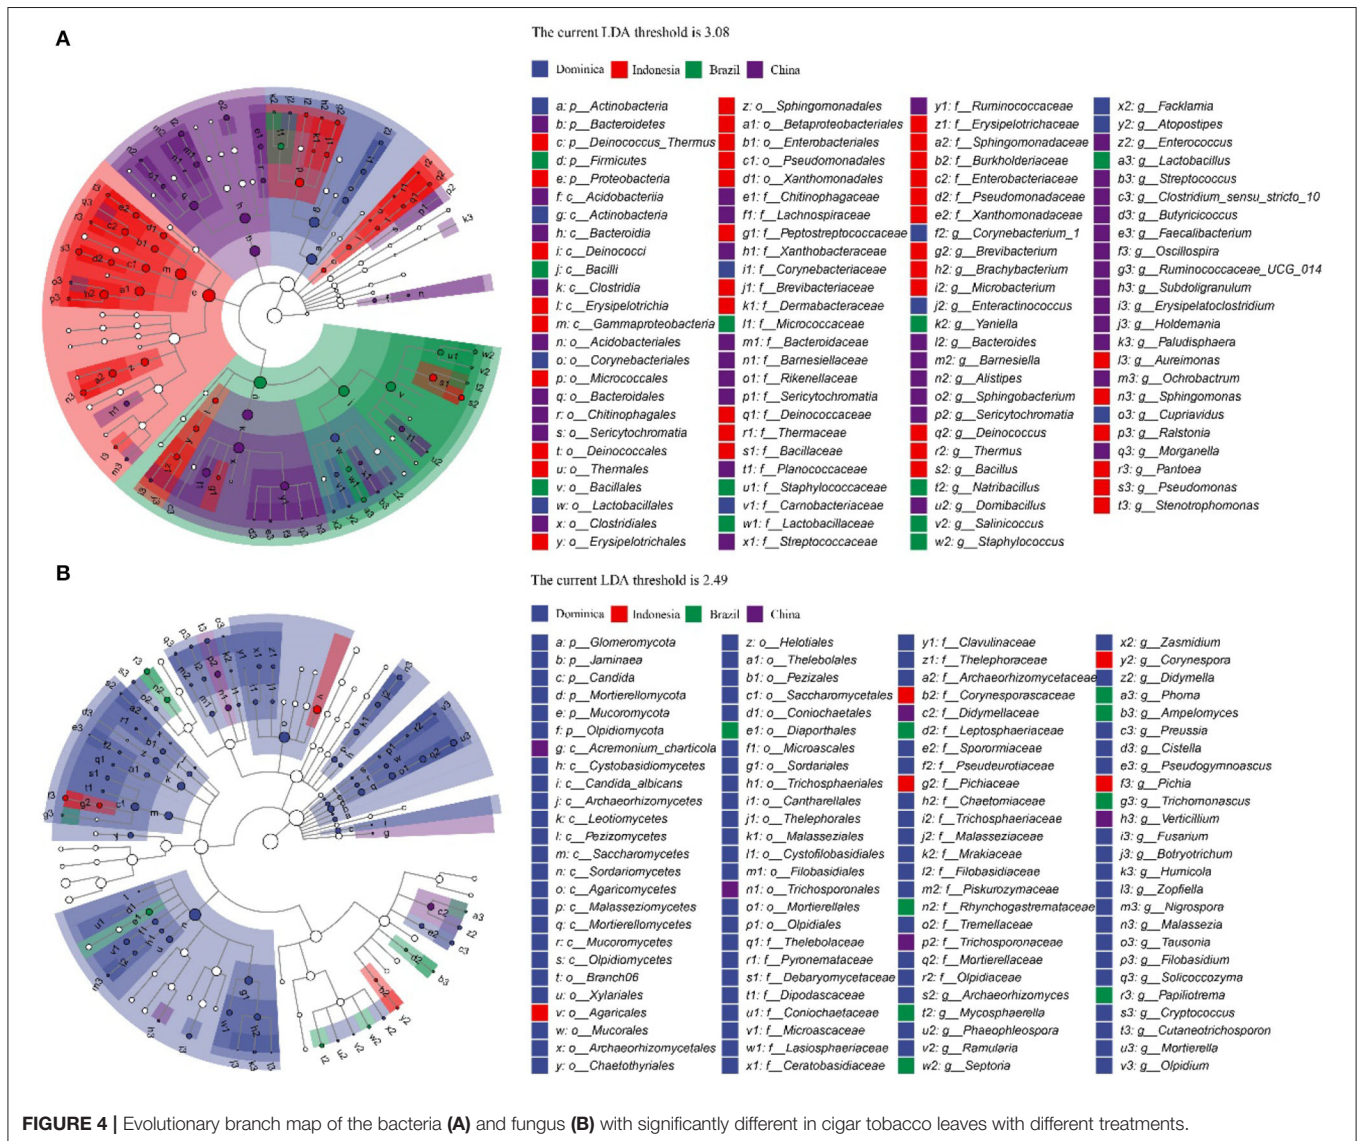 A
The current LDA threshold is 3.08
Dominica Indonesia Brazil China
a: p__Actinobacteria
b: p__Bacteroidetes
c: p__Deinococcus_Thermus
d: p__Firmicutes
e: p__Proteobacteria
f: c__Acidobacteriia
g: c__Actinobacteria
h: c__Bacteroidia
i: c__Deinococci
j: c__Bacilli
k: c__Clostridia
l: c__Erysipelotrichia
m: c__Gammaproteobacteria
n: o__Acidobacteriales
o: o__Corynebacteriales
p: o__Micrococcales
q: o__Bacteroidales
r: o__Chitinophagales
s: o__Sericytochromatia
t: o__Deinococcales
u: o__Thermales
v: o__Bacillales
w: o__Lactobacillales
x: o__Clostridiales
y: o__Erysipelotrichales
z: o__Sphingomonadales
a1: o__Betaproteobacteriales
b1: o__Enterobacteriales
c1: o__Pseudomonadales
d1: o__Xanthomonadales
e1: f__Chitinophagaceae
f1: f__Lachnospiraceae
g1: f__Peptostreptococcaceae
h1: f__Xanthobacteraceae
i1: f__Corynebacteriaceae
j1: f__Brevibacteriaceae
k1: f__Dermabacteraceae
l1: f__Micrococcaceae
m1: f__Bacteroidaceae
n1: f__Barnesiellaceae
o1: f__Rikenellaceae
p1: f__Sericytochromatia
q1: f__Deinococcaceae
r1: f__Thermaceae
s1: f__Bacillaceae
t1: f__Planococcaceae
u1: f__Staphylococcaceae
v1: f__Carnobacteriaceae
w1: f__Lactobacillaceae
x1: f__Streptococcaceae
y1: f__Ruminococcaceae
z1: f__Erysipelotrichaceae
a2: f__Sphingomonadaceae
b2: f__Burkholderiaceae
c2: f__Enterobacteriaceae
d2: f__Pseudomonadaceae
e2: f__Xanthomonadaceae
f2: g__Corynebacterium_1
g2: g__Brevibacterium
h2: g__Brachybacterium
i2: g__Microbacterium
j2: g__Enteractinococcus
k2: g__Yaniella
l2: g__Bacteroides
m2: g__Barnesiella
n2: g__Alistipes
o2: g__Sphingobacterium
p2: g__Sericytochromatia
q2: g__Deinococcus
r2: g__Thermus
s2: g__Bacillus
t2: g__Natribacillus
u2: g__Domibacillus
v2: g__Salinicoccus
w2: g__Staphylococcus
x2: g__Facklamia
y2: g__Atopostipes
z2: g__Enterococcus
a3: g__Lactobacillus
b3: g__Streptococcus
c3: g__Clostridium_sensu_stricto_10
d3: g__Butyricicoccus
e3: g__Faecalibacterium
f3: g__Oscillospira
g3: g__Ruminococcaceae_UCG_014
h3: g__Subdoligranulum
i3: g__Erysipelatoclostridium
j3: g__Holdemania
k3: g__Paludisphaera
l3: g__Aureimonas
m3: g__Ochrobactrum
n3: g__Sphingomonas
o3: g__Cupriavidus
p3: g__Ralstonia
q3: g__Morganella
r3: g__Pantoea
s3: g__Pseudomonas
t3: g__Stenotrophomonas
B
The current LDA threshold is 2.49
Dominica Indonesia Brazil China
a: p__Glomeromycota
b: p__Jaminaea
c: p__Candida
d: p__Mortierellomycota
e: p__Mucoromycota
f: p__Olpidiomycota
g: c__Acremonium_charticola
h: c__Cystobasidiomycetes
i: c__Candida_albicans
j: c__Archaeorhizomycetes
k: c__Leotiomycetes
l: c__Pezizomycetes
m: c__Saccharomycetes
n: c__Sordariomycetes
o: c__Agaricomycetes
p: c__Malasseziomycetes
q: c__Mortierellomycetes
r: c__Mucoromycetes
s: c__Olpidiomycetes
t: o__Branch06
u: o__Xylariales
v: o__Agaricales
w: o__Mucorales
x: o__Archaeorhizomycetales
y: o__Chaetothyriales
z: o__Helotiales
a1: o__Thelebolales
b1: o__Pezizales
c1: o__Saccharomycetales
d1: o__Coniochaetales
e1: o__Diaporthales
f1: o__Microascales
g1: o__Sordariales
h1: o__Trichosphaeriales
i1: o__Cantharellales
j1: o__Thelephorales
k1: o__Malasseziales
l1: o__Cystofilobasidiales
m1: o__Filobasidiales
n1: o__Trichosporonales
o1: o__Mortierellales
p1: o__Olpidiales
q1: f__Thelebolaceae
r1: f__Pyronemataceae
s1: f__Debaryomycetaceae
t1: f__Dipodascaceae
u1: f__Coniochaetaceae
v1: f__Microascaceae
w1: f__Lasiosphaeriaceae
x1: f__Ceratobasidiaceae
y1: f__Clavulinaceae
z1: f__Thelephoraceae
a2: f__Archaeorhizomycetaceae
b2: f__Corynesporascaceae
c2: f__Didymellaceae
d2: f__Leptosphaeriaceae
e2: f__Sporormiaceae
f2: f__Pseudeurotiaceae
g2: f__Pichiaceae
h2: f__Chaetomiaceae
i2: f__Trichosphaeriaceae
j2: f__Malasseziaceae
k2: f__Mrakiaceae
l2: f__Filobasidiaceae
m2: f__Piskurozymaceae
n2: f__Rhynchogastremataceae
o2: f__Tremellaceae
p2: f__Trichosporonaceae
q2: f__Mortierellaceae
r2: f__Olpidiaceae
s2: g__Archaeorhizomyces
t2: g__Mycosphaerella
u2: g__Phaeophleospora
v2: g__Ramularia
w2: g__Septoria
x2: g__Zasmidium
y2: g__Corynespora
z2: g__Didymella
a3: g__Phoma
b3: g__Ampelomyces
c3: g__Preussia
d3: g__Cistella
e3: g__Pseudogymnoascus
f3: g__Pichia
g3: g__Trichomonascus
h3: g__Verticillium
i3: g__Fusarium
j3: g__Botryotrichum
k3: g__Humicola
l3: g__Zopfiella
m3: g__Nigrospora
n3: g__Malassezia
o3: g__Tausonia
p3: g__Filobasidium
q3: g__Solicoccozyma
r3: g__Papiliotrema
s3: g__Cryptococcus
t3: g__Cutaneotrichosporon
u3: g__Mortierella
v3: g__Olpidium
FIGURE 4 | Evolutionary branch map of the bacteria (A) and fungus (B) with significantly different in cigar tobacco leaves with different treatments.